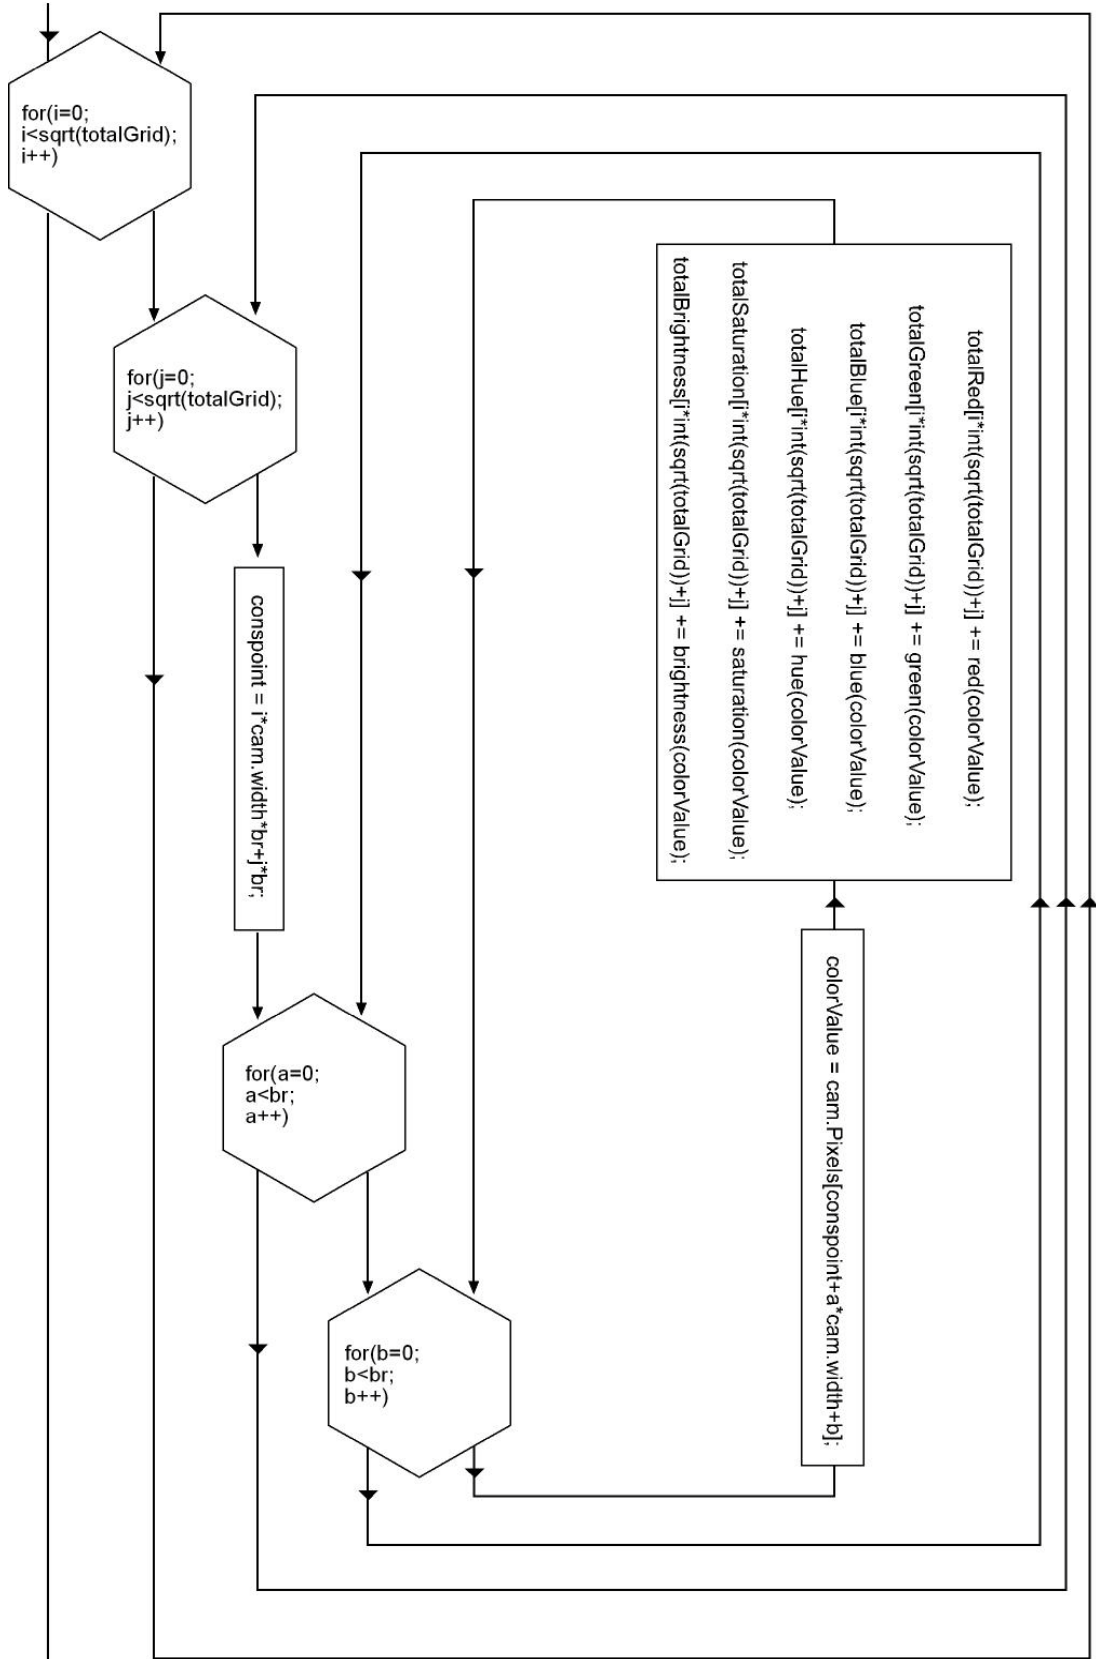 for(i=0;
i<sqrt(totalGrid);
i++)
for(j=0;
j<sqrt(totalGrid);
j++)
conspoint = i*cam.width*br+j*br;
for(a=0;
a<br;
a++)
for(b=0;
b<br;
b++)
colorValue = cam.Pixels[conspoint+a*cam.width+b];
totalRed[i*int(sqrt(totalGrid))+j] += red(colorValue);
totalGreen[i*int(sqrt(totalGrid))+j] += green(colorValue);
totalBlue[i*int(sqrt(totalGrid))+j] += blue(colorValue);
totalHue[i*int(sqrt(totalGrid))+j] += hue(colorValue);
totalSaturation[i*int(sqrt(totalGrid))+j] += saturation(colorValue);
totalBrightness[i*int(sqrt(totalGrid))+j] += brightness(colorValue);